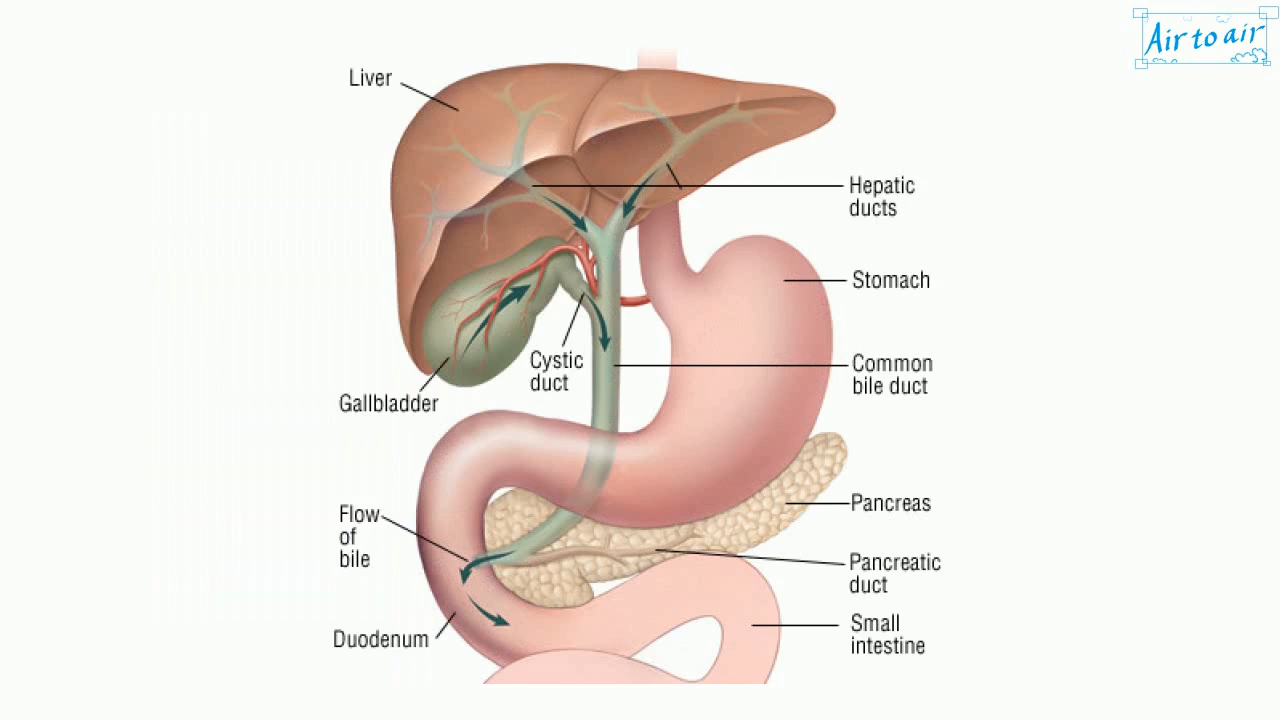 Air to air
Liver
Hepatic
ducts
Stomach
Cystic
duct
Common
bile duct
Gallbladder
Pancreas
Flow
of
bile
Pancreatic
duct
Small
intestine
Duodenum